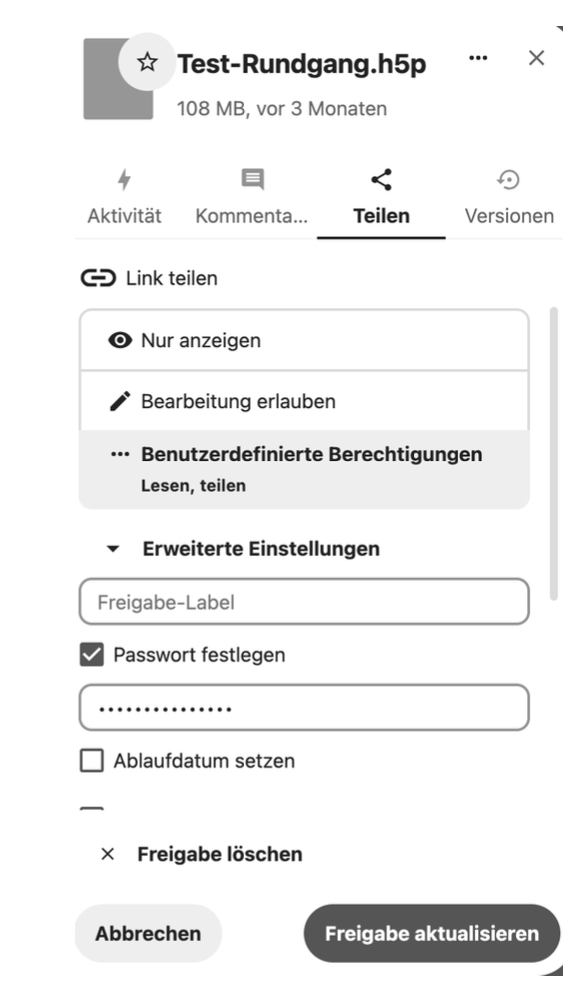 Test-Rundgang.h5p
108 MB, vor 3 Monaten
Aktivität
Kommenta...
Teilen
Versionen
Link teilen
Nur anzeigen
Bearbeitung erlauben
Benutzerdefinierte Berechtigungen
Lesen, teilen
Erweiterte Einstellungen
Freigabe-Label
Passwort festlegen
•••••••••••••••
Ablaufdatum setzen
Freigabe löschen
Abbrechen
Freigabe aktualisieren